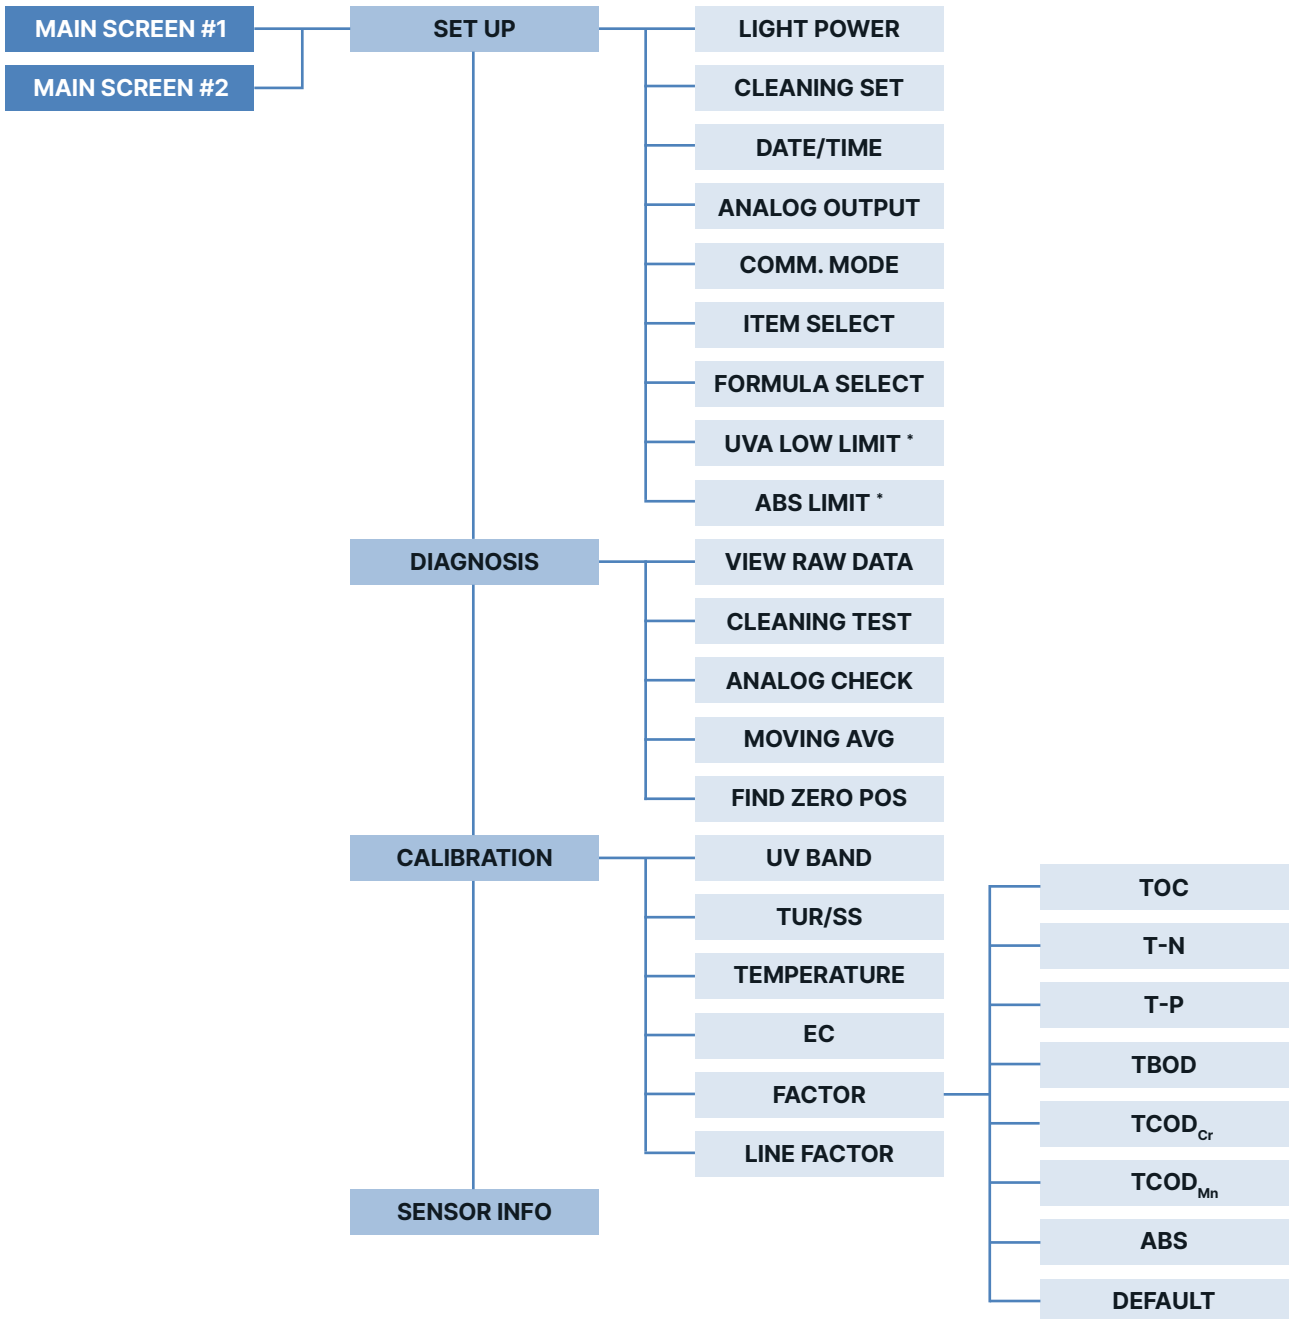 MAIN SCREEN #1
SET UP
LIGHT POWER
MAIN SCREEN #2
CLEANING SET
DATE/TIME
ANALOG OUTPUT
COMM. MODE
ITEM SELECT
FORMULA SELECT
UVA LOW LIMIT *
ABS LIMIT *
DIAGNOSIS
VIEW RAW DATA
CLEANING TEST
ANALOG CHECK
MOVING AVG
FIND ZERO POS
CALIBRATION
UV BAND
TUR/SS
TEMPERATURE
EC
FACTOR
LINE FACTOR
TOC
T-N
T-P
TBOD
TCODCr
TCODMn
ABS
DEFAULT
SENSOR INFO